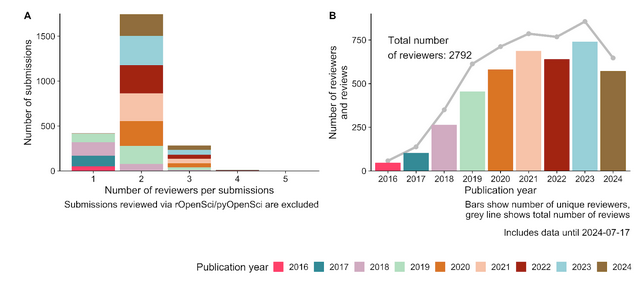 A
B
1500
1000
500
0
Number of submissions
1 2 3 4 5
Number of reviewers per submissions
Submissions reviewed via rOpenSci/pyOpenSci are excluded
750
500
250
0
Number of reviewers
and reviews
Total number
of reviewers: 2792
2016 2017 2018 2019 2020 2021 2022 2023 2024
Publication year
Bars show number of unique reviewers,
grey line shows total number of reviews
Includes data until 2024-07-17
Publication year 2016 2017 2018 2019 2020 2021 2022 2023 2024